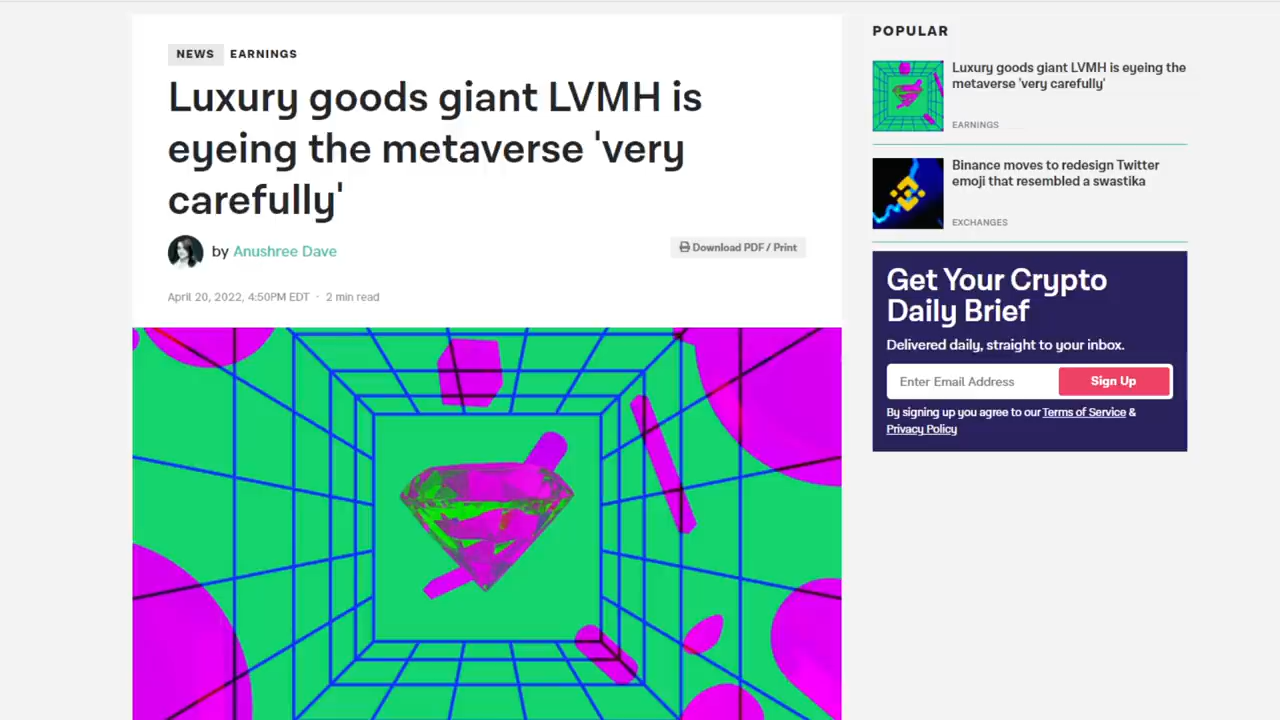 NEWS EARNINGS
Luxury goods giant LVMH is
eyeing the metaverse 'very
carefully'
by Anushree Dave
Download PDF / Print
April 20, 2022, 4:50PM EDT · 2 min read
POPULAR
Luxury goods giant LVMH is eyeing the
metaverse 'very carefully'
EARNINGS
Binance moves to redesign Twitter
emoji that resembled a swastika
EXCHANGES
Get Your Crypto
Daily Brief
Delivered daily, straight to your inbox.
Enter Email Address
Sign Up
By signing up you agree to our Terms of Service &
Privacy Policy